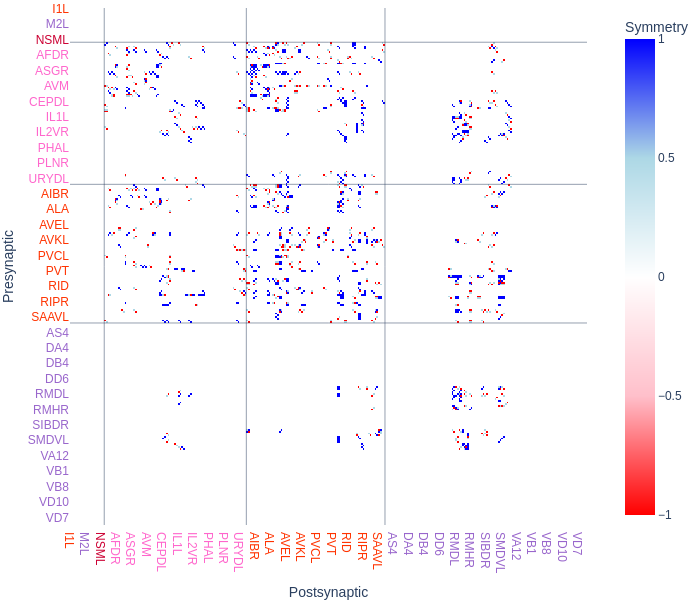 Symmetry
I1L
M2L
NSML
AFDR
ASGR
AVM
CEPDL
IL1L
IL2VR
PHAL
PLNR
URYDL
AIBR
ALA
AVEL
AVKL
PVCL
PVT
RID
RIPR
SAAVL
AS4
DA4
DB4
DD6
RMDL
RMHR
SIBDR
SMDVL
VA12
VB1
VB8
VD10
VD7
Presynaptic
1
0.5
0
−0.5
−1
I1L
M2L
NSML
AFDR
ASGR
AVM
CEPDL
IL1L
IL2VR
PHAL
PLNR
URYDL
AIBR
ALA
AVEL
AVKL
PVCL
PVT
RID
RIPR
SAAVL
AS4
DA4
DB4
DD6
RMDL
RMHR
SIBDR
SMDVL
VA12
VB1
VB8
VD10
VD7
Postsynaptic